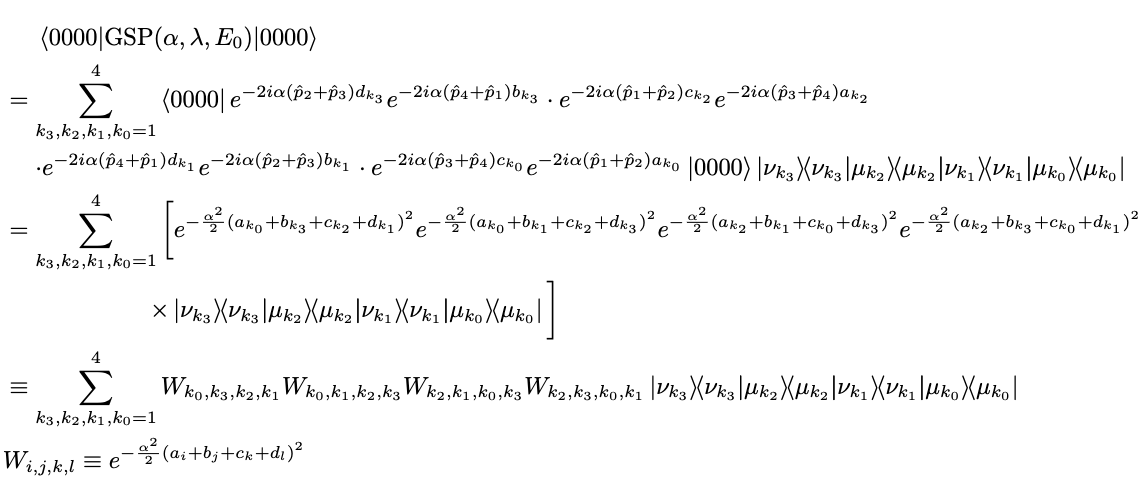 ⟨0000|GSP(α, λ, E₀)|0000⟩
= \sum_{k_3,k_2,k_1,k_0=1}^{4} ⟨0000| e^{-2iα(\hat{p}_2+\hat{p}_3)d_{k_3}} e^{-2iα(\hat{p}_4+\hat{p}_1)b_{k_3}} · e^{-2iα(\hat{p}_1+\hat{p}_2)c_{k_2}} e^{-2iα(\hat{p}_3+\hat{p}_4)a_{k_2}}
·e^{-2iα(\hat{p}_4+\hat{p}_1)d_{k_1}} e^{-2iα(\hat{p}_2+\hat{p}_3)b_{k_1}} · e^{-2iα(\hat{p}_3+\hat{p}_4)c_{k_0}} e^{-2iα(\hat{p}_1+\hat{p}_2)a_{k_0}} |0000⟩ |ν_{k_3}⟩⟨ν_{k_3}|μ_{k_2}⟩⟨μ_{k_2}|ν_{k_1}⟩⟨ν_{k_1}|μ_{k_0}⟩⟨μ_{k_0}|
= \sum_{k_3,k_2,k_1,k_0=1}^{4} [ e^{-\frac{α^2}{2}(a_{k_0}+b_{k_3}+c_{k_2}+d_{k_1})^2} e^{-\frac{α^2}{2}(a_{k_0}+b_{k_1}+c_{k_2}+d_{k_3})^2} e^{-\frac{α^2}{2}(a_{k_2}+b_{k_1}+c_{k_0}+d_{k_3})^2} e^{-\frac{α^2}{2}(a_{k_2}+b_{k_3}+c_{k_0}+d_{k_1})^2}
× |ν_{k_3}⟩⟨ν_{k_3}|μ_{k_2}⟩⟨μ_{k_2}|ν_{k_1}⟩⟨ν_{k_1}|μ_{k_0}⟩⟨μ_{k_0}| ]
≡ \sum_{k_3,k_2,k_1,k_0=1}^{4} W_{k_0,k_3,k_2,k_1} W_{k_0,k_1,k_2,k_3} W_{k_2,k_1,k_0,k_3} W_{k_2,k_3,k_0,k_1} |ν_{k_3}⟩⟨ν_{k_3}|μ_{k_2}⟩⟨μ_{k_2}|ν_{k_1}⟩⟨ν_{k_1}|μ_{k_0}⟩⟨μ_{k_0}|
W_{i,j,k,l} ≡ e^{-\frac{α^2}{2}(a_i+b_j+c_k+d_l)^2}